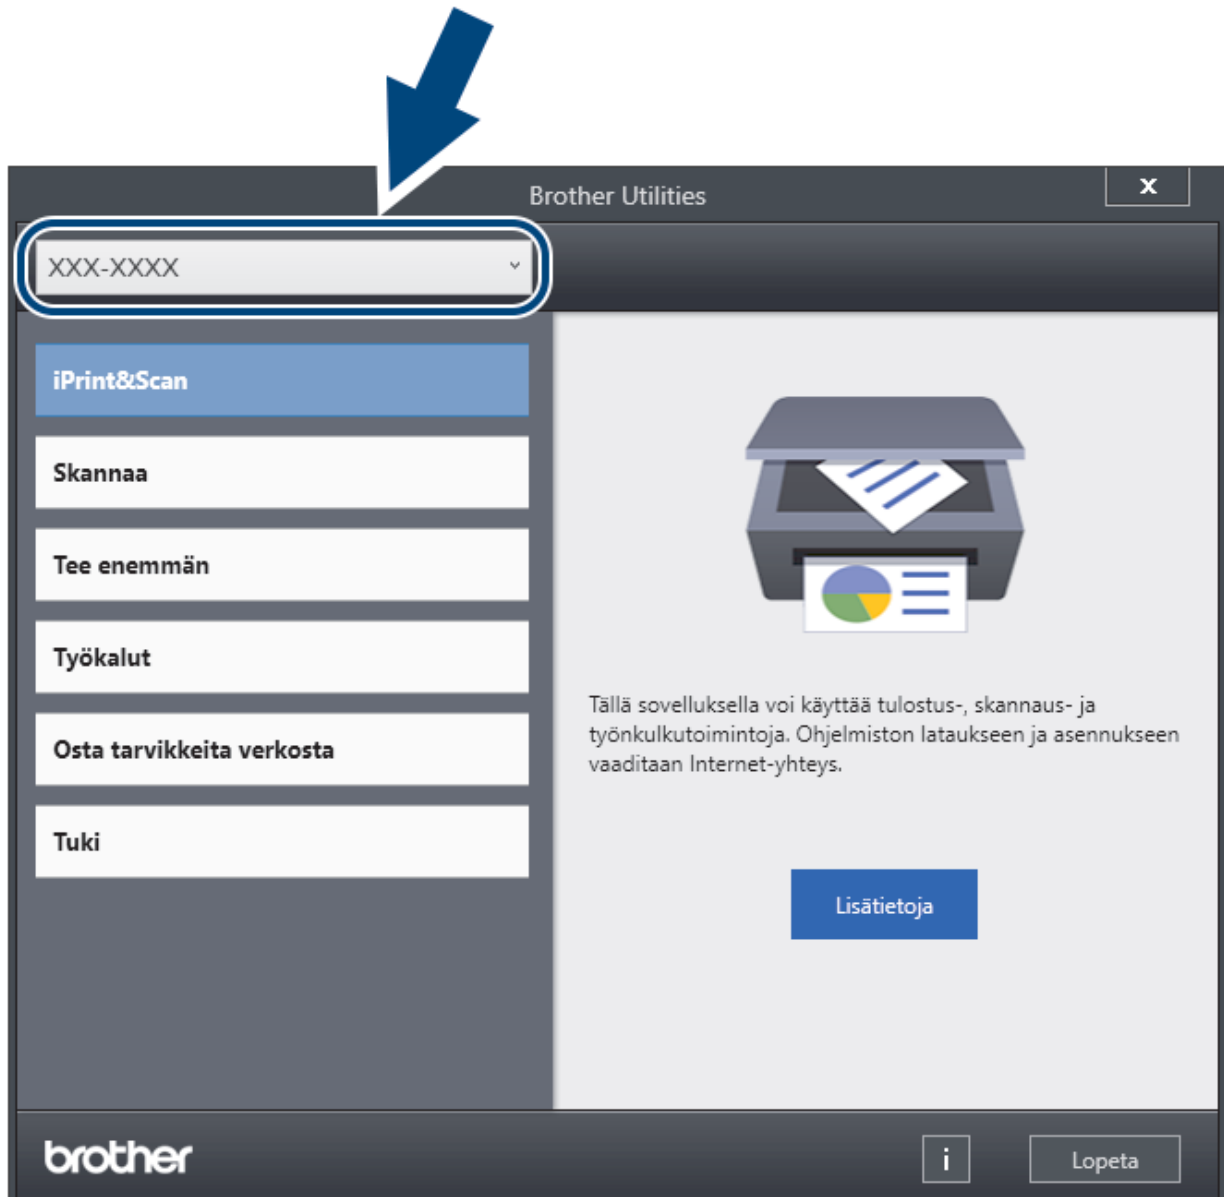 Brother Utilities
x
XXX-XXXX
iPrint&Scan
Skannaa
Tee enemmän
Työkalut
Osta tarvikkeita verkosta
Tuki
Tällä sovelluksella voi käyttää tulostus-, skannaus- ja
työnkulkutoimintoja. Ohjelmiston lataukseen ja asennukseen
vaaditaan Internet-yhteys.
Lisätietoja
brother
i
Lopeta